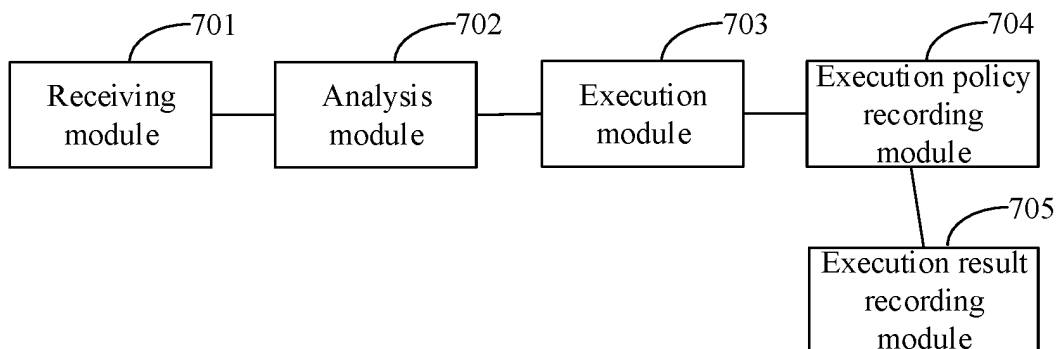 701
702
703
704
Receiving
module
Analysis
module
Execution
module
Execution policy
recording
module
705
Execution result
recording
module